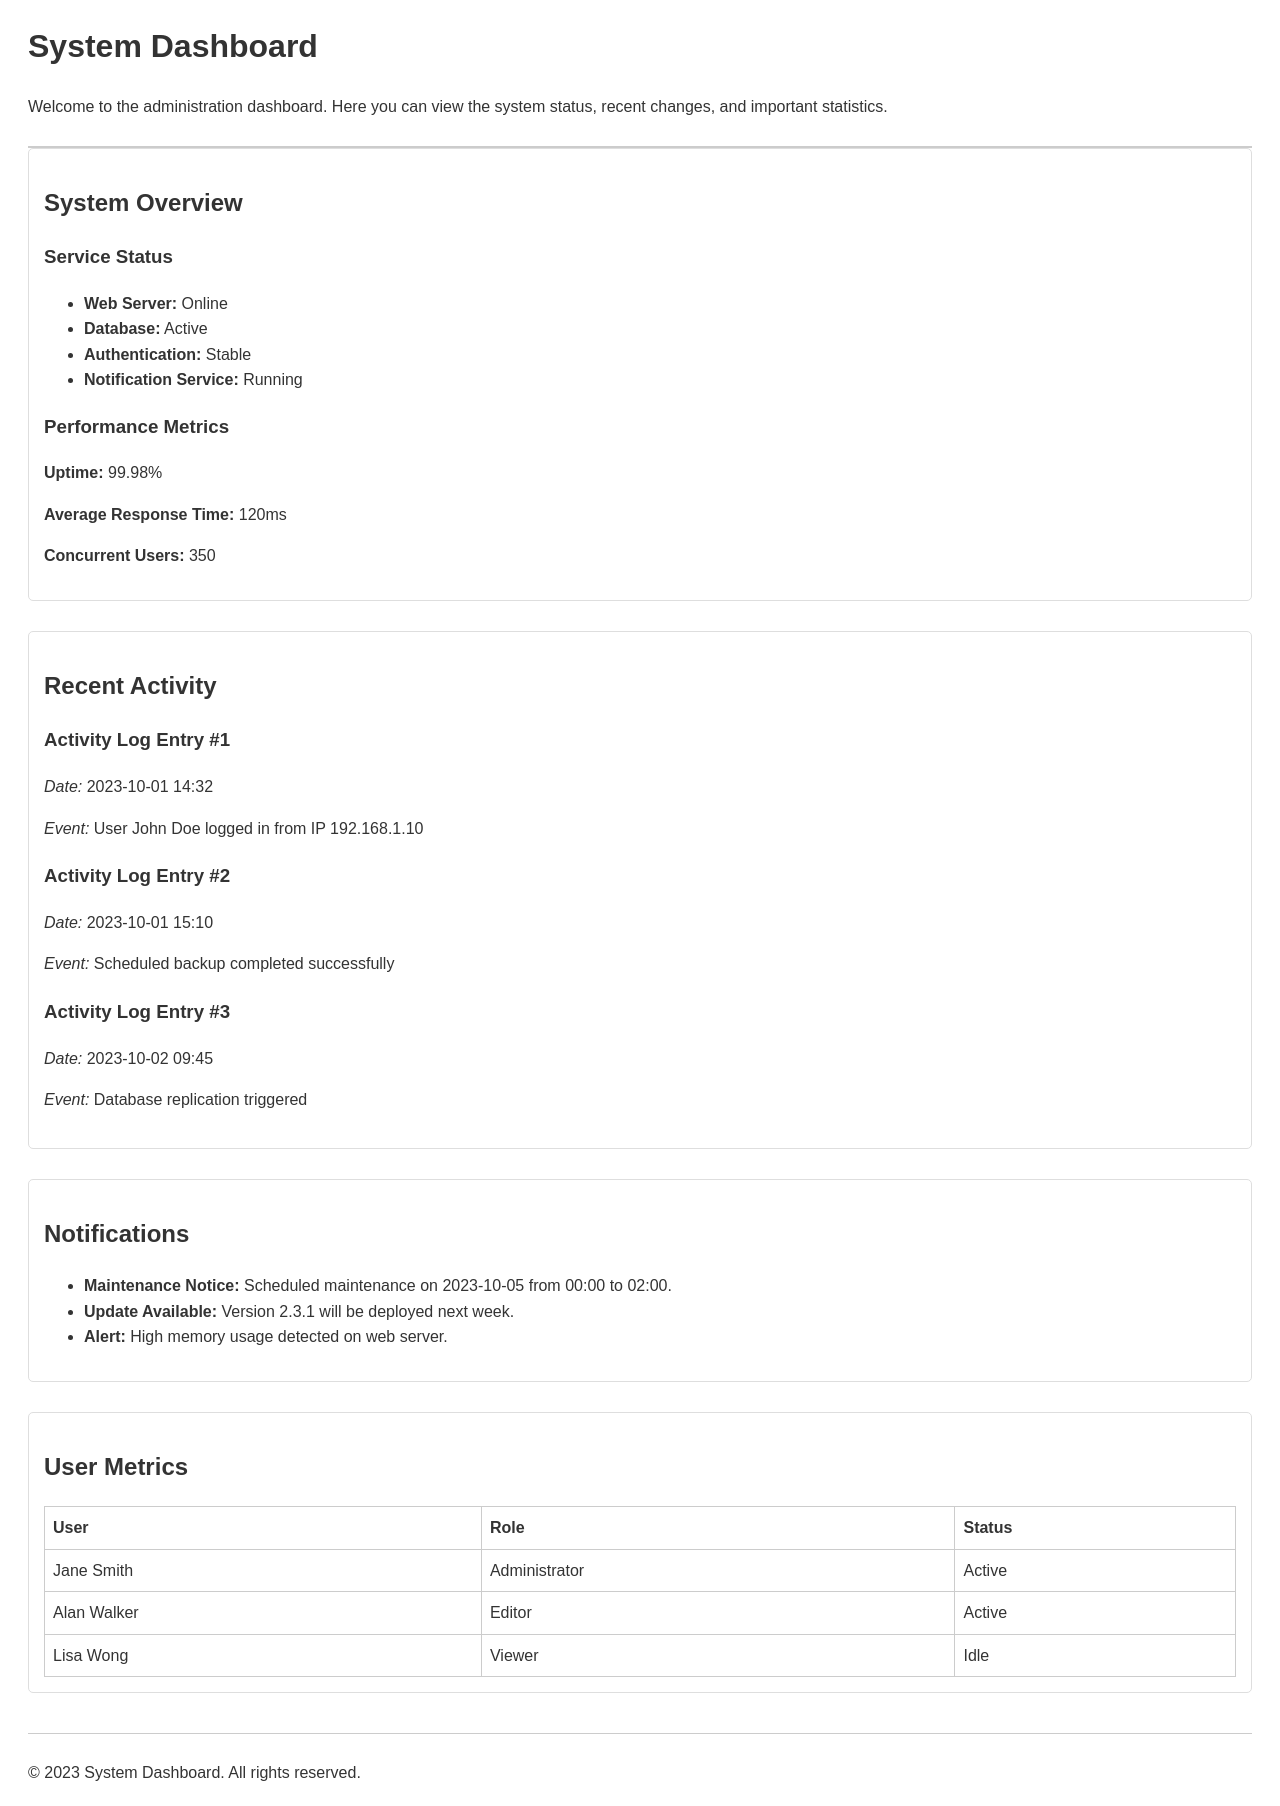 System Dashboard
Welcome to the administration dashboard. Here you can view the system status, recent changes, and important statistics.
System Overview
Service Status
Web Server: Online
Database: Active
Authentication: Stable
Notification Service: Running
Performance Metrics
Uptime: 99.98%
Average Response Time: 120ms
Concurrent Users: 350
Recent Activity
Activity Log Entry #1
Date: 2023-10-01 14:32
Event: User John Doe logged in from IP 192.168.1.10
Activity Log Entry #2
Date: 2023-10-01 15:10
Event: Scheduled backup completed successfully
Activity Log Entry #3
Date: 2023-10-02 09:45
Event: Database replication triggered
Notifications
Maintenance Notice: Scheduled maintenance on 2023-10-05 from 00:00 to 02:00.
Update Available: Version 2.3.1 will be deployed next week.
Alert: High memory usage detected on web server.
User Metrics
User Role Status
Jane Smith Administrator Active
Alan Walker Editor Active
Lisa Wong Viewer Idle
© 2023 System Dashboard. All rights reserved.